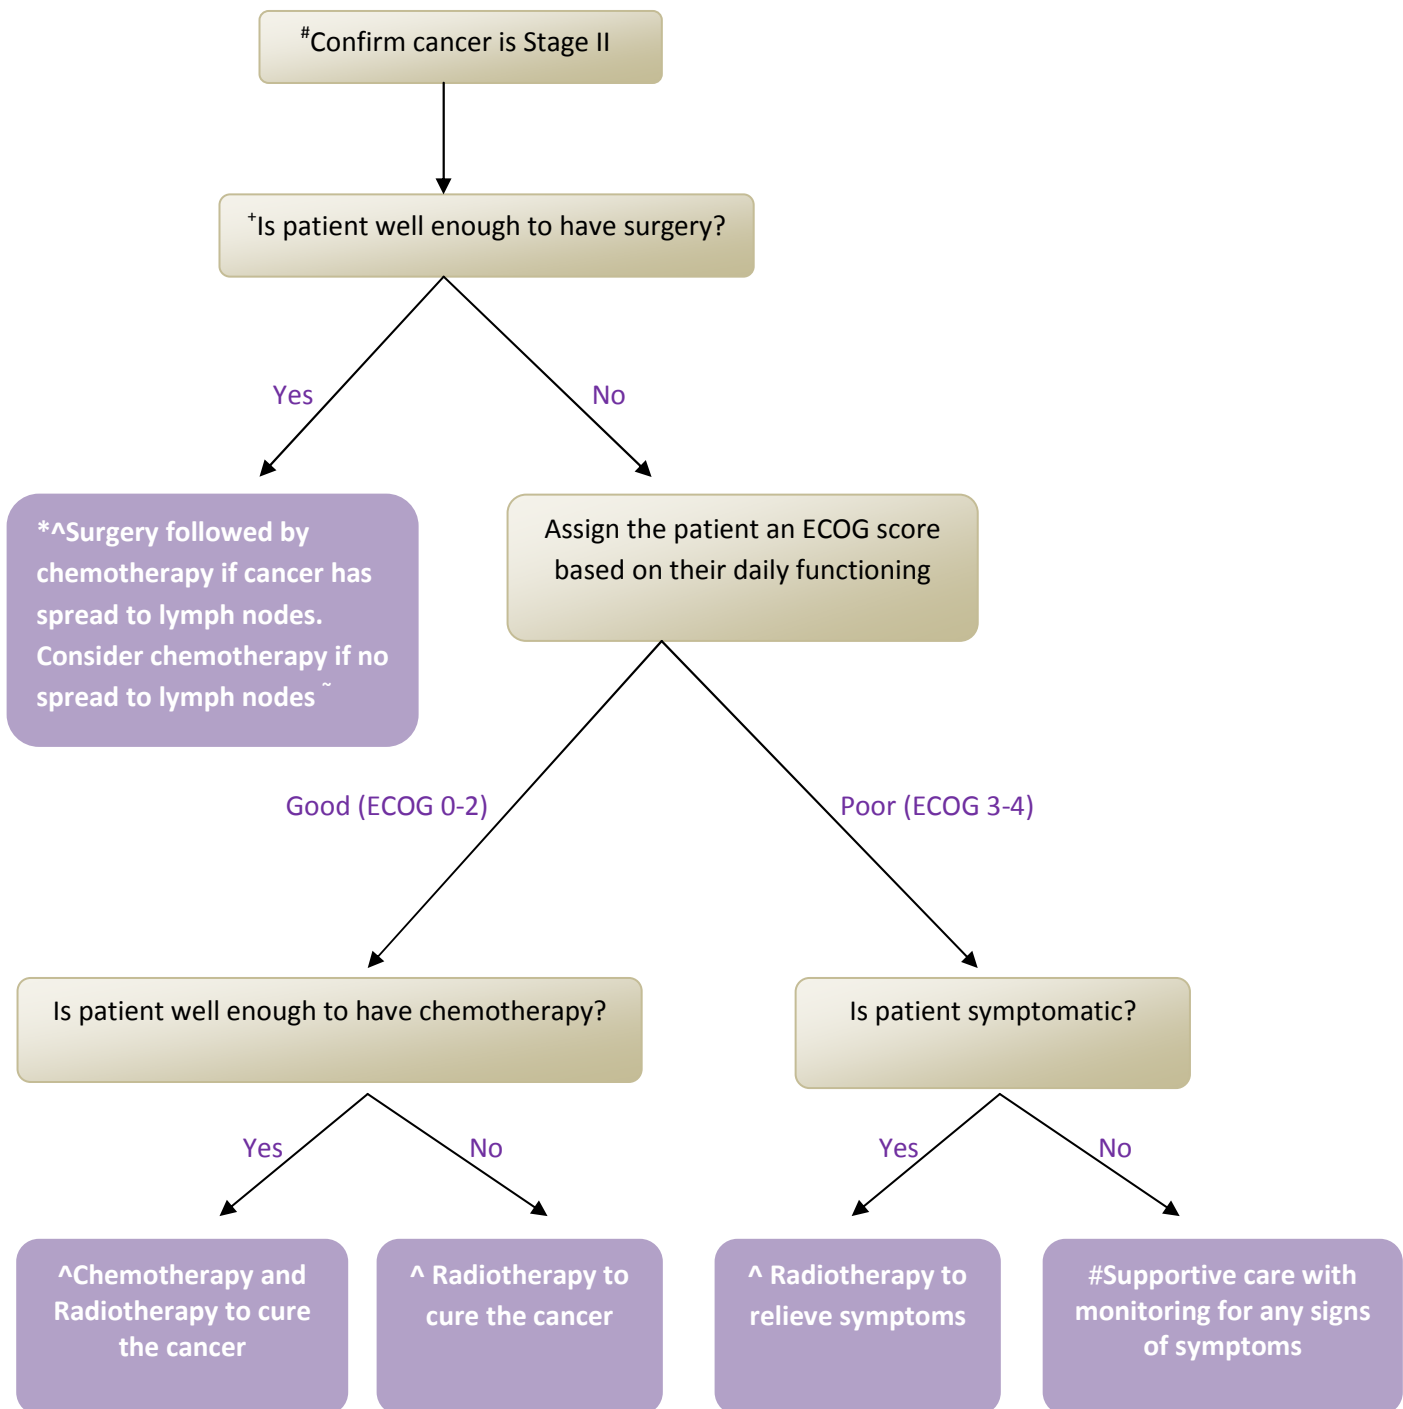 #Confirm cancer is Stage II
+Is patient well enough to have surgery?
Yes
No
*^Surgery followed by
chemotherapy if cancer has
spread to lymph nodes.
Consider chemotherapy if no
spread to lymph nodes ~
Assign the patient an ECOG score
based on their daily functioning
Good (ECOG 0-2)
Poor (ECOG 3-4)
Is patient well enough to have chemotherapy?
Is patient symptomatic?
Yes
No
Yes
No
^Chemotherapy and
Radiotherapy to cure
the cancer
^ Radiotherapy to
cure the cancer
^ Radiotherapy to
relieve symptoms
#Supportive care with
monitoring for any signs
of symptoms